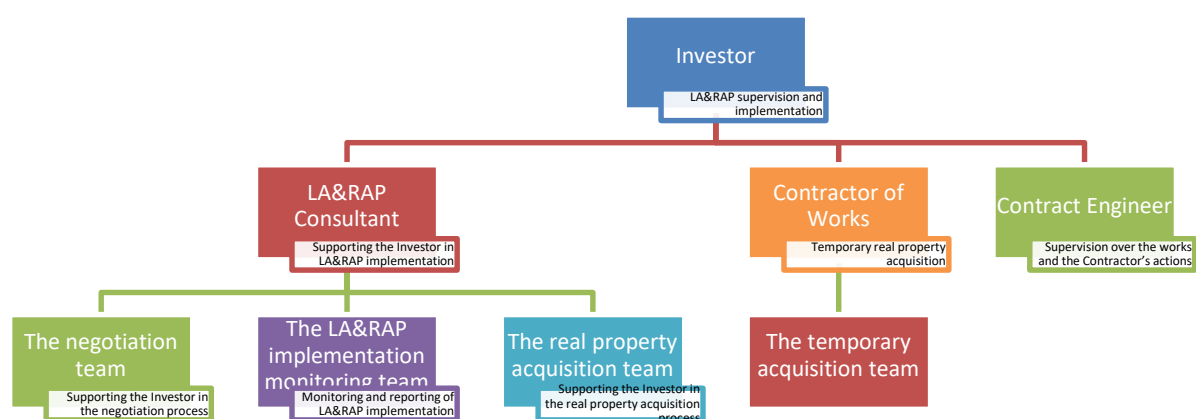 Investor
LA&RAP supervision and
implementation
LA&RAP
Consultant
Supporting the Investor in
LA&RAP implementation
Contractor of
Works
Temporary real property
acquisition
Contract Engineer
Supervision over the works
and the Contractor's actions
The negotiation
team
Supporting the Investor in
the negotiation process
The LA&RAP
implementation
monitoring team
Monitoring and reporting of
LA&RAP implementation
The real property
acquisition team
Supporting the Investor in
the real property acquisition
process
The temporary
acquisition team